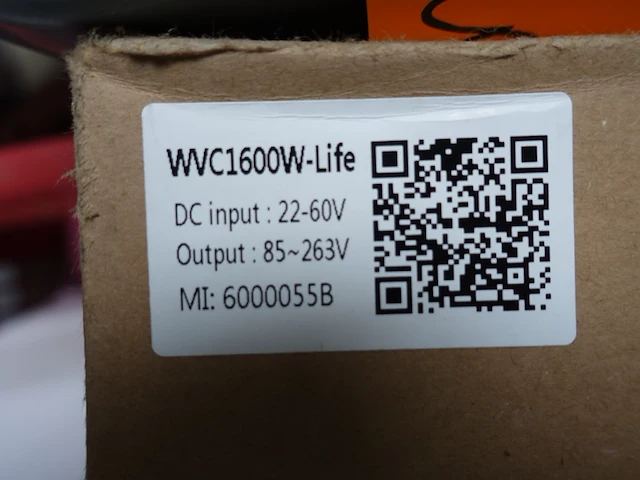 WVC1600W-Life
DC input : 22-60V
Output : 85~263V
MI: 6000055B